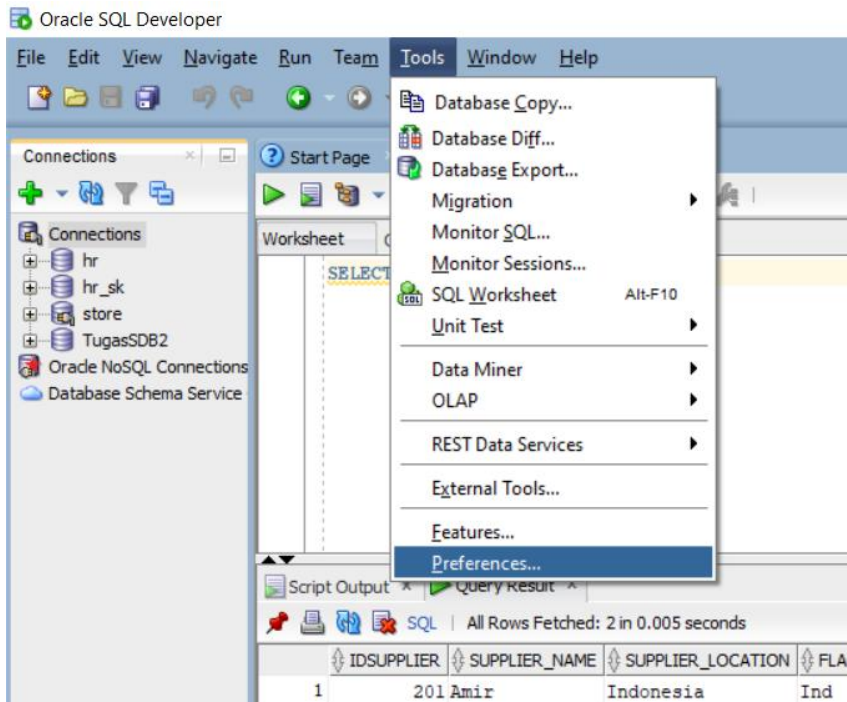 Oracle SQL Developer
File Edit View Navigate Run Team Tools Window Help
Database Copy...
Database Diff...
Database Export...
Migration
Monitor SQL...
Monitor Sessions...
SQL Worksheet Alt-F10
Unit Test
Data Miner
OLAP
REST Data Services
External Tools...
Features...
Preferences...
Connections
Connections
hr
hr_sk
store
TugasSDB2
Oracle NoSQL Connections
Database Schema Service
Start Page
Worksheet
SELECT
Script Output Query Result
SQL All Rows Fetched: 2 in 0.005 seconds
IDSUPPLIER SUPPLIER_NAME SUPPLIER_LOCATION FLA
1 201 Amir Indonesia Ind